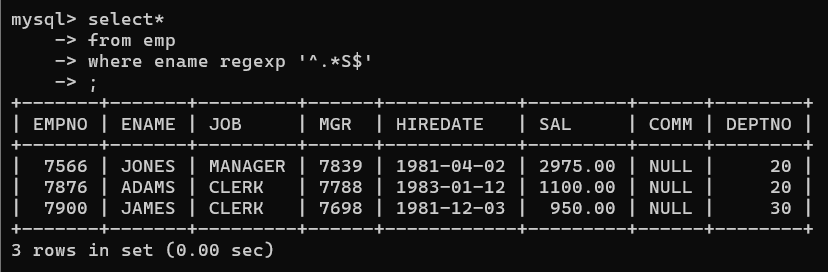 mysql> select*
    -> from emp
    -> where ename regexp '^.*S$'
    -> ;
+-------+-------+---------+------+------------+---------+------+--------+
| EMPNO | ENAME | JOB     | MGR  | HIREDATE   | SAL     | COMM | DEPTNO |
+-------+-------+---------+------+------------+---------+------+--------+
|  7566 | JONES | MANAGER | 7839 | 1981-04-02 | 2975.00 | NULL |     20 |
|  7876 | ADAMS | CLERK   | 7788 | 1983-01-12 | 1100.00 | NULL |     20 |
|  7900 | JAMES | CLERK   | 7698 | 1981-12-03 |  950.00 | NULL |     30 |
+-------+-------+---------+------+------------+---------+------+--------+
3 rows in set (0.00 sec)